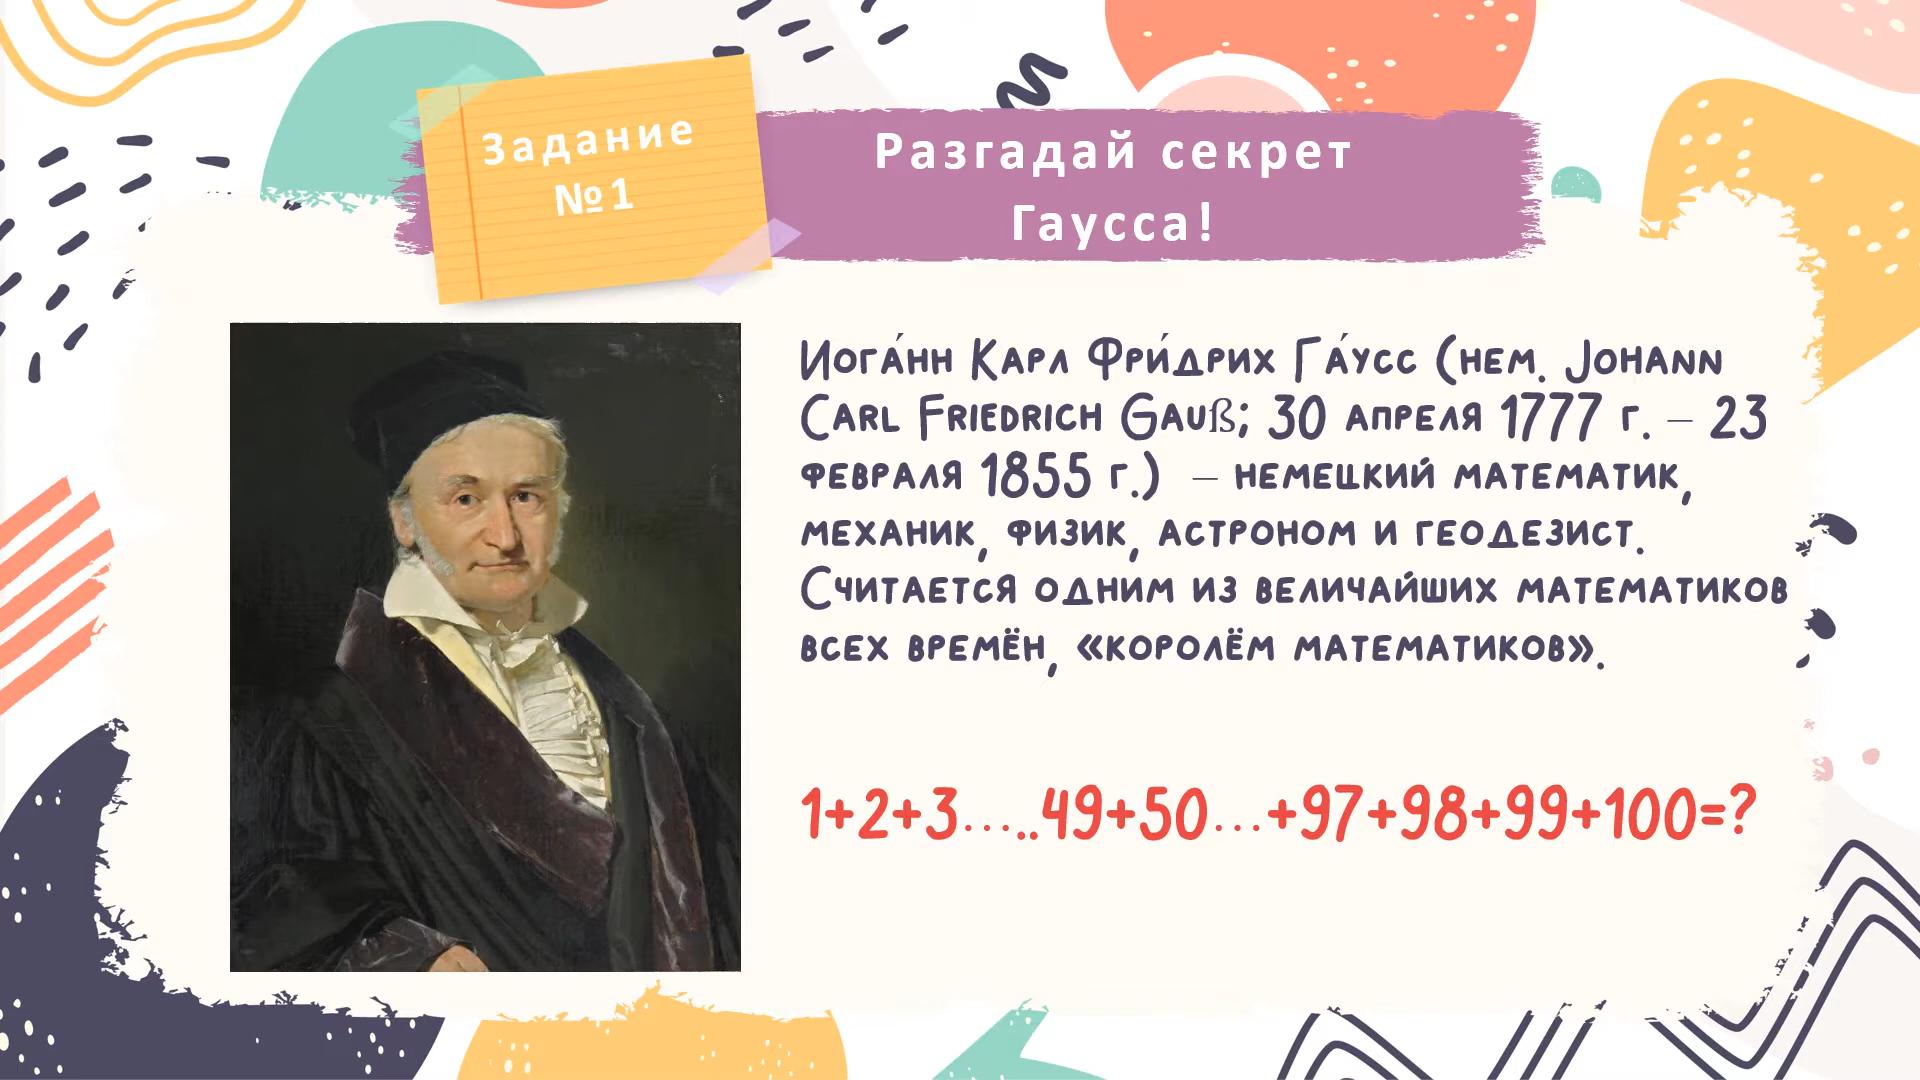 Задание
№1
Разгадай секрет
Гаусса!
Иога́нн Карл Фри́дрих Га́усс (нем. Johann
Carl Friedrich Gauß; 30 апреля 1777 г. – 23
февраля 1855 г.) – немецкий математик,
механик, физик, астроном и геодезист.
Считается одним из величайших математиков
всех времён, «королём математиков».
1+2+3…..49+50…+97+98+99+100=?